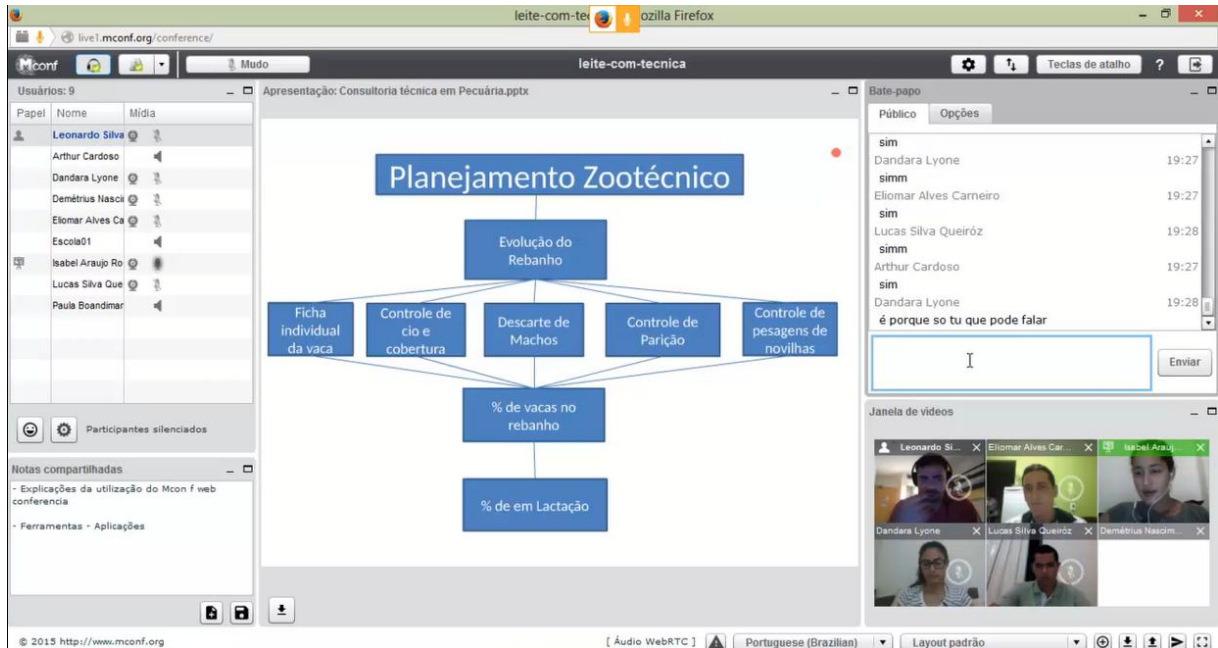 leite-com-tec
ozilla Firefox
live1.mconf.org/conference/
Mconf
Mudo
leite-com-tecnica
Teclas de atalho
?
Usuários: 9
Papel Nome Mídia
Leonardo Silva
Arthur Cardoso
Dandara Lyone
Demétrius Nasci
Eliomar Alves Ca
Escola01
Isabel Araujo Ro
Lucas Silva Que
Paula Boandimar
Participantes silenciados
Notas compartilhadas
- Explicações da utilização do Mcon f web
conferencia
- Ferramentas - Aplicações
Apresentação: Consultoria técnica em Pecuária.pptx
Planejamento Zootécnico
Evolução do
Rebanho
Ficha
individual
da vaca
Controle de
cio e
cobertura
Descarte de
Machos
Controle de
Parição
Controle de
pesagens de
novilhas
% de vacas no
rebanho
% de em Lactação
Bate-papo
Público Opções
sim
Dandara Lyone 19:27
simm
Eliomar Alves Carneiro 19:27
sim
Lucas Silva Queiróz 19:28
simm
Arthur Cardoso 19:27
sim
Dandara Lyone 19:28
é porque so tu que pode falar
Enviar
Janela de vídeos
Leonardo Si... X Eliomar Alves Car... X Isabel Arauj... X
Dandara Lyone X Lucas Silva Queiróz X Demétrius Nascim... X
© 2015 http://www.mconf.org
[ Áudio WebRTC ] Portuguese (Brazilian) Layout padrão